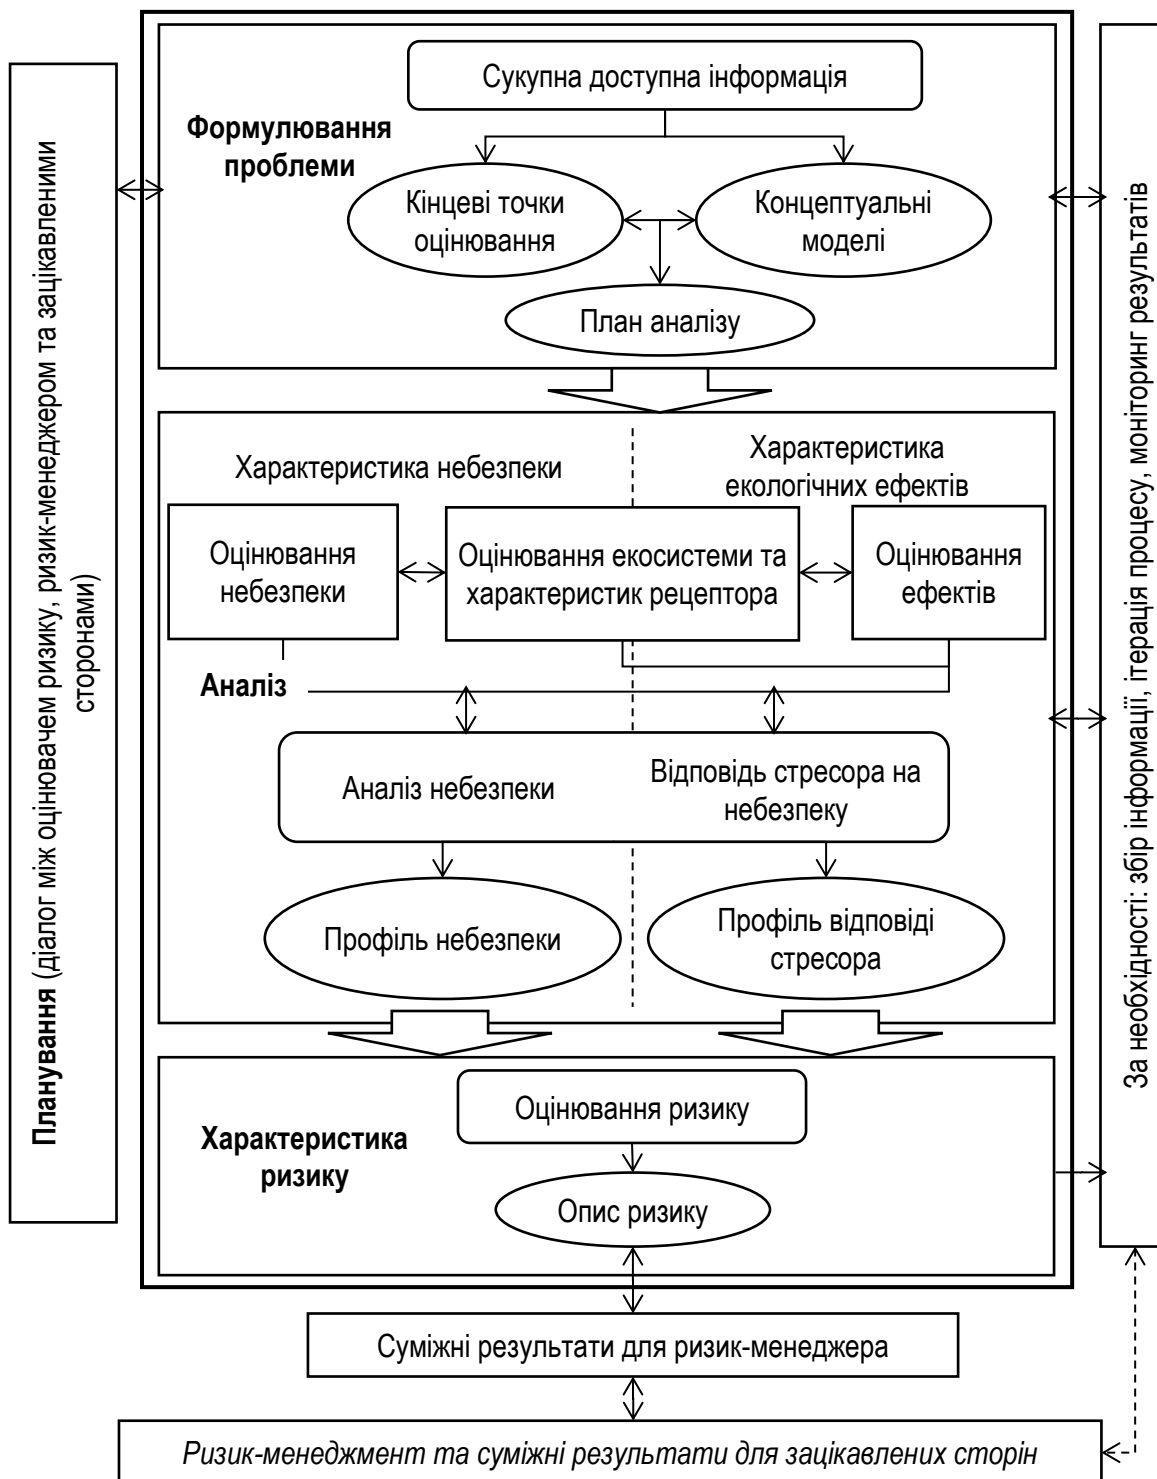 Планування (діалог між оцінювачем ризику, ризик-менеджером та зацікавленими
сторонами)
Сукупна доступна інформація
Формулювання
проблеми
Кінцеві точки
оцінювання
Концептуальні
моделі
План аналізу
Характеристика небезпеки
Характеристика
екологічних ефектів
Оцінювання
небезпеки
Оцінювання екосистеми та
характеристик рецептора
Оцінювання
ефектів
Аналіз
Аналіз небезпеки
Відповідь стресора на
небезпеку
Профіль небезпеки
Профіль відповіді
стресора
Оцінювання ризику
Характеристика
ризику
Опис ризику
За необхідності: збір інформації, ітерація процесу, моніторинг результатів
Суміжні результати для ризик-менеджера
Ризик-менеджмент та суміжні результати для зацікавлених сторін